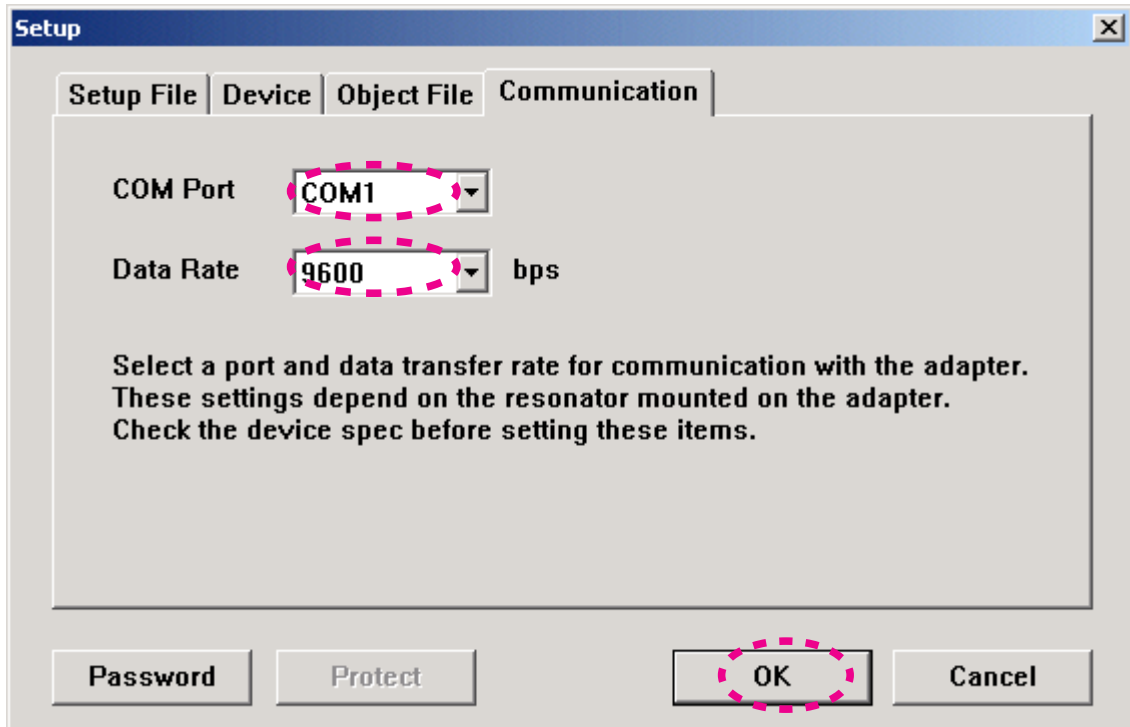 Setup
Setup File Device Object File Communication
COM Port COM1
Data Rate 9600 bps
Select a port and data transfer rate for communication with the adapter.
These settings depend on the resonator mounted on the adapter.
Check the device spec before setting these items.
Password Protect OK Cancel